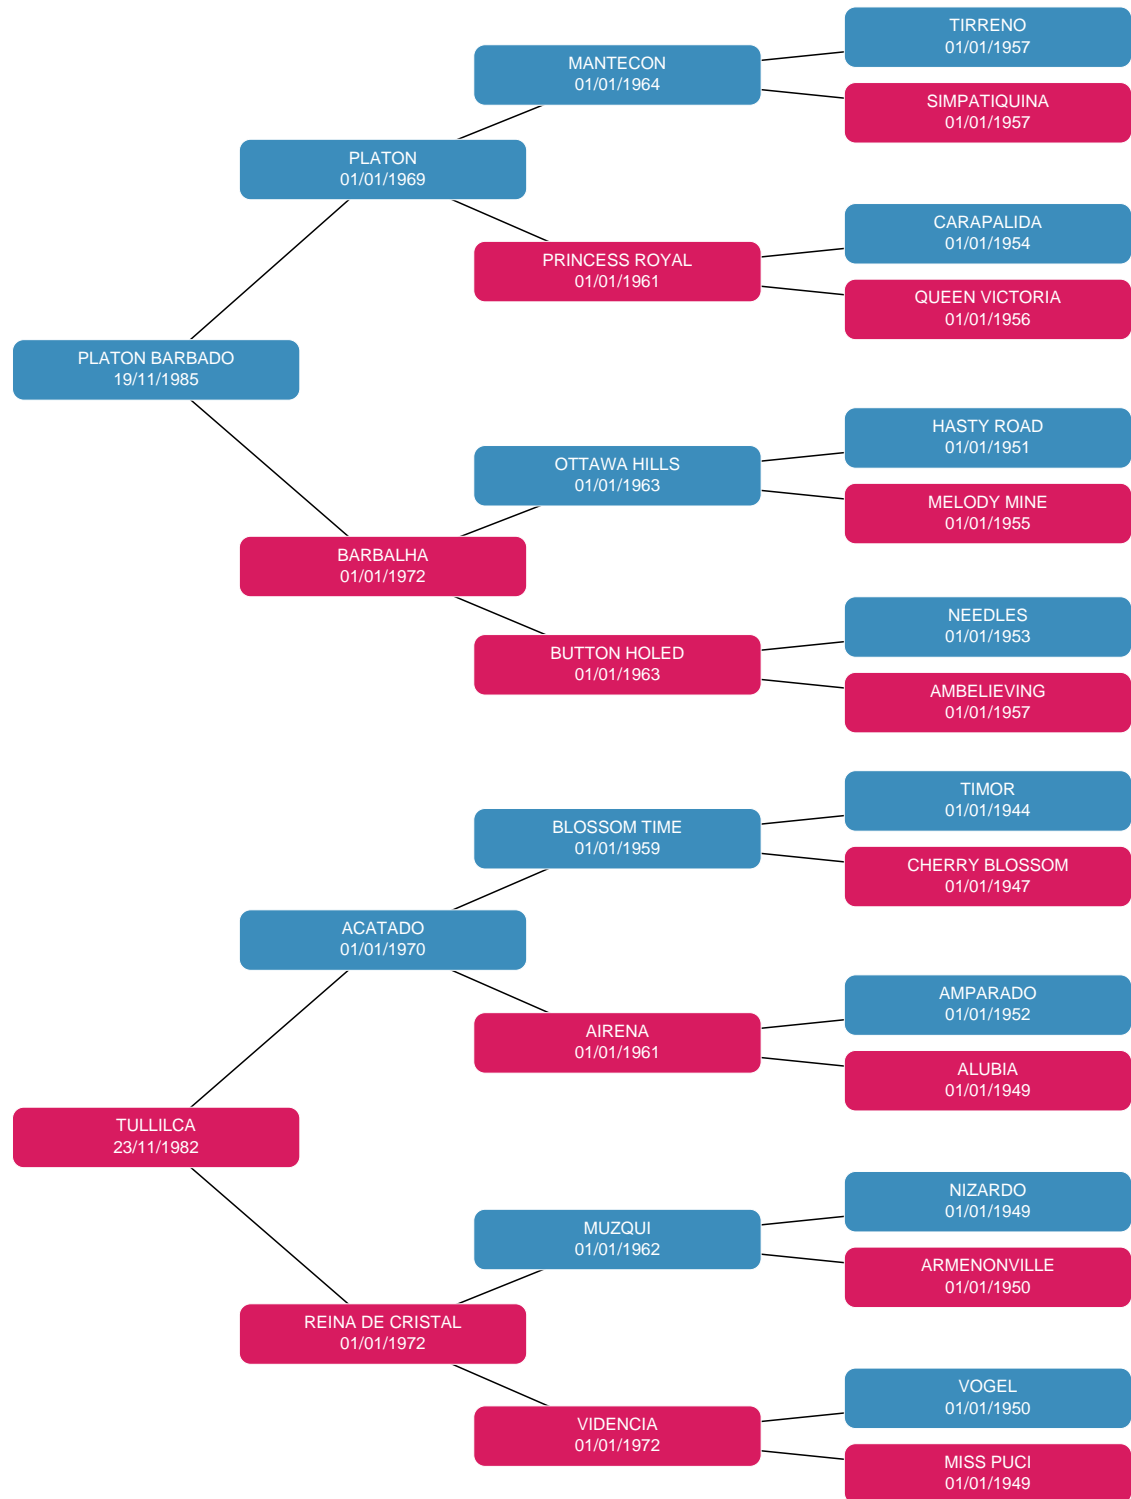 TIRRENO
01/01/1957
MANTECON
01/01/1964
SIMPATIQUINA
01/01/1957
PLATON
01/01/1969
CARAPALIDA
01/01/1954
PRINCESS ROYAL
01/01/1961
QUEEN VICTORIA
01/01/1956
PLATON BARBADO
19/11/1985
HASTY ROAD
01/01/1951
OTTAWA HILLS
01/01/1963
MELODY MINE
01/01/1955
BARBALHA
01/01/1972
NEEDLES
01/01/1953
BUTTON HOLED
01/01/1963
AMBELIEVING
01/01/1957
TIMOR
01/01/1944
BLOSSOM TIME
01/01/1959
CHERRY BLOSSOM
01/01/1947
ACATADO
01/01/1970
AMPARADO
01/01/1952
AIRENA
01/01/1961
ALUBIA
01/01/1949
TULLILCA
23/11/1982
NIZARDO
01/01/1949
MUZQUI
01/01/1962
ARMENONVILLE
01/01/1950
REINA DE CRISTAL
01/01/1972
VOGEL
01/01/1950
VIDENCIA
01/01/1972
MISS PUCI
01/01/1949